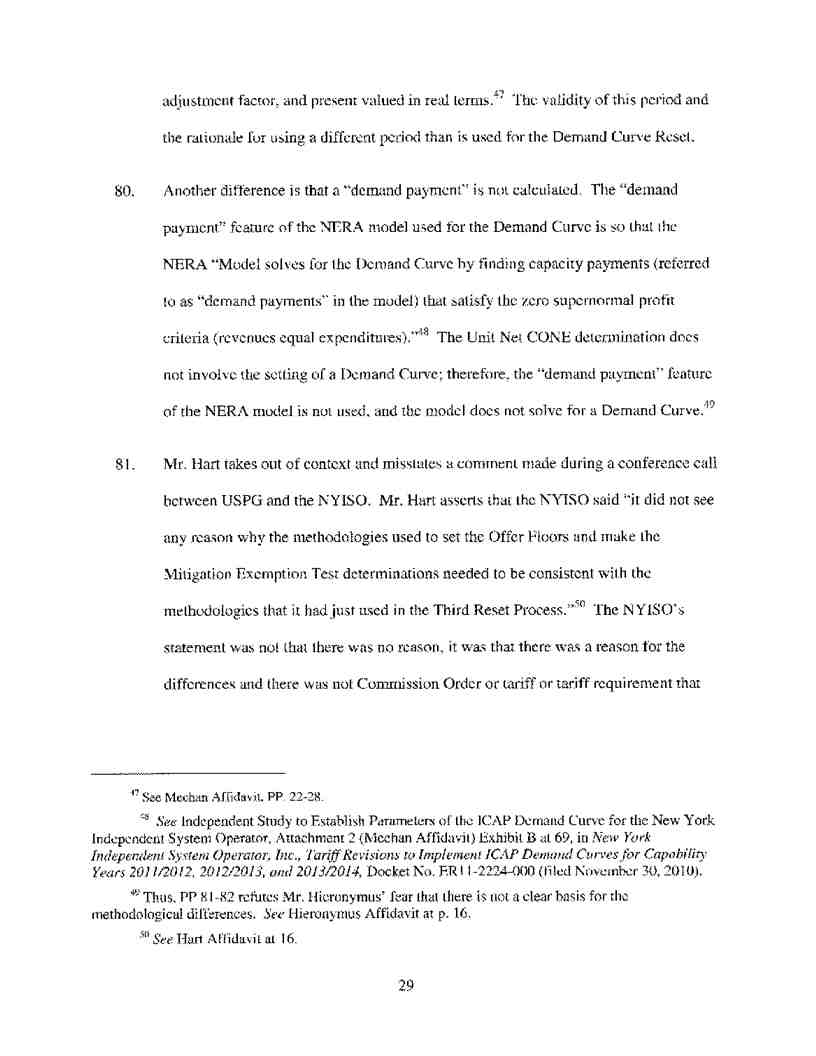 adjustment factor, and present valued in real terms.47 The validity of this period and
the rationale for using a different period than is used for the Demand Curve Reset.
80. Another difference is that a “demand payment” is not calculated. The “demand
payment” feature of the NERA model used for the Demand Curve is so that the
NERA “Model solves for the Demand Curve by finding capacity payments (referred
to as “demand payments” in the model) that satisfy the zero supernormal profit
criteria (revenues equal expenditures).”48 The Unit Net CONE determination does
not involve the setting of a Demand Curve; therefore, the “demand payment” feature
of the NERA model is not used, and the model does not solve for a Demand Curve.49
81. Mr. Hart takes out of context and misstates a comment made during a conference call
between USPG and the NYISO. Mr. Hart asserts that the NYISO said “it did not see
any reason why the methodologies used to set the Offer Floors and make the
Mitigation Exemption Test determinations needed to be consistent with the
methodologies that it had just used in the Third Reset Process.”50 The NYISO’s
statement was not that there was no reason, it was that there was a reason for the
differences and there was not Commission Order or tariff or tariff requirement that
47 See Meehan Affidavit, PP. 22-28.
48 See Independent Study to Establish Parameters of the ICAP Demand Curve for the New York
Independent System Operator, Attachment 2 (Meehan Affidavit) Exhibit B at 69, in New York
Independent System Operator, Inc., Tariff Revisions to Implement ICAP Demand Curves for Capability
Years 2011/2012, 2012/2013, and 2013/2014, Docket No. ER11-2224-000 (filed November 30, 2010).
49 Thus, PP 81-82 refutes Mr. Hieronymus’ fear that there is not a clear basis for the
methodological differences. See Hieronymus Affidavit at p. 16.
50 See Hart Affidavit at 16.
29